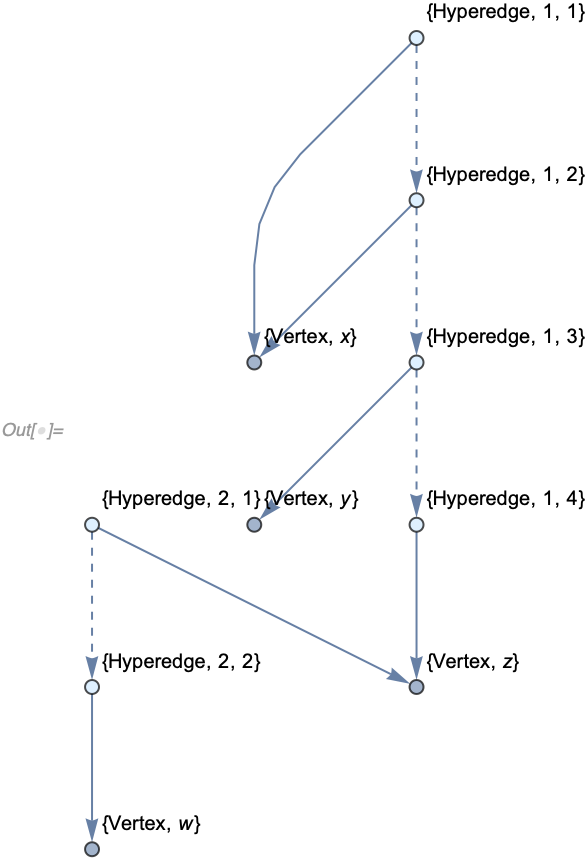 {Hyperedge, 1, 1}
{Hyperedge, 1, 2}
{Vertex, x}
{Hyperedge, 1, 3}
Out[•]=
{Hyperedge, 2, 1}
{Vertex, y}
{Hyperedge, 1, 4}
{Hyperedge, 2, 2}
{Vertex, z}
{Vertex, w}